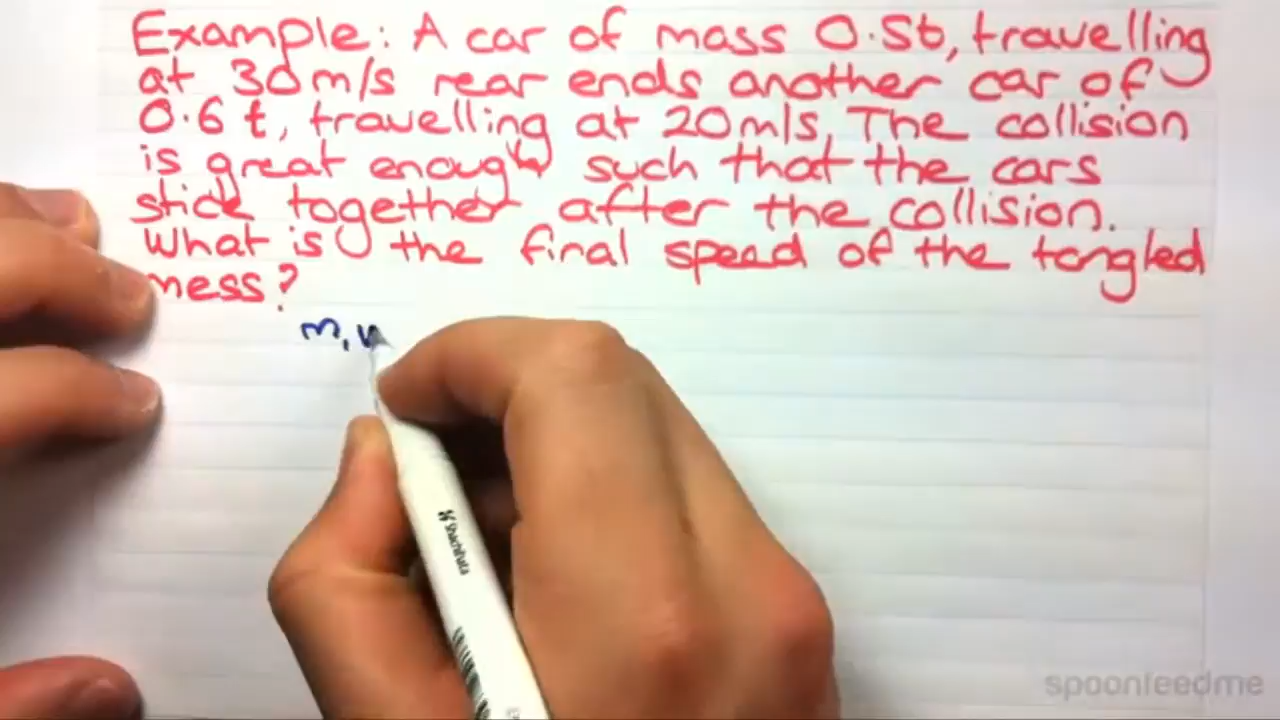 Example: A car of mass 0.5t, travelling
at 30m/s rear ends another car of
0.6 t, travelling at 20m/s. The collision
is great enough such that the cars
stick together after the collision.
What is the final speed of the tangled
mess?
m, u
Shachihata
spoonfeedme